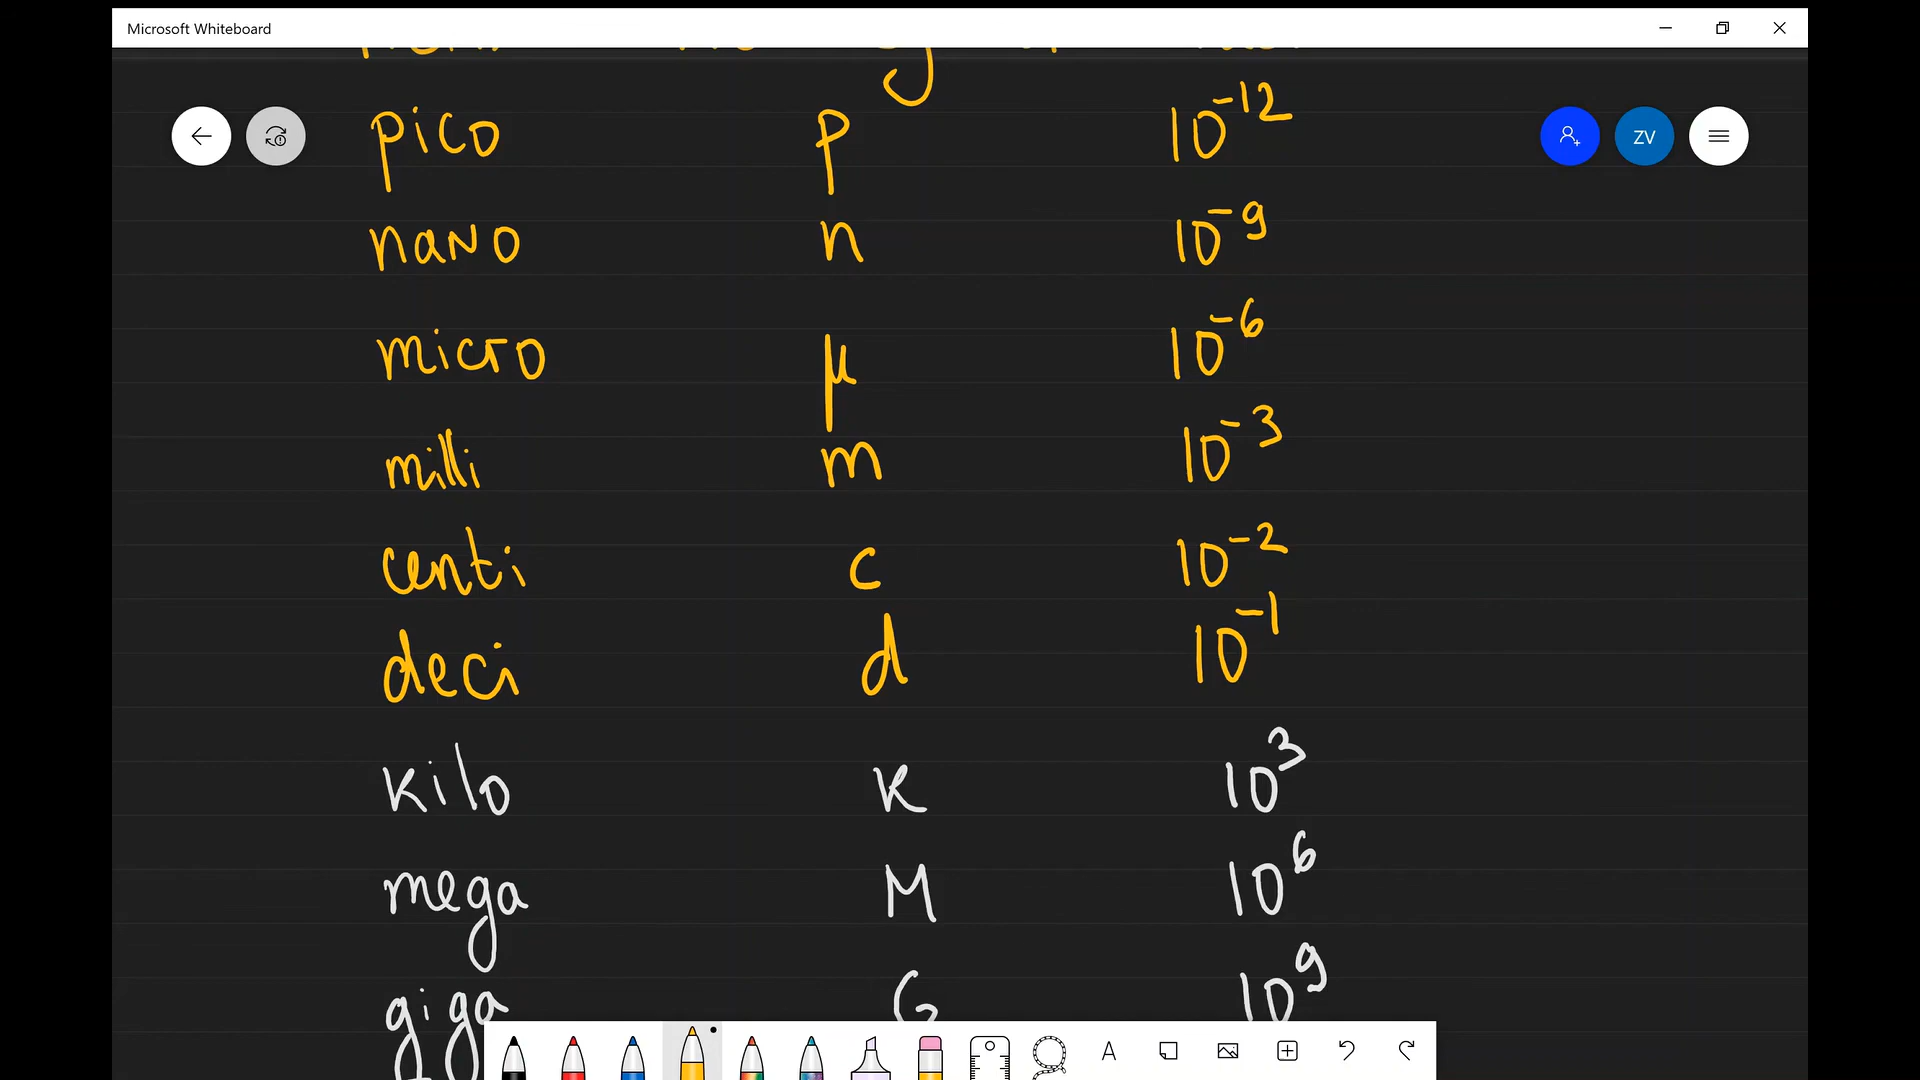 Microsoft Whiteboard
pico p 10⁻¹²
ZV
nano n 10⁻⁹
micro μ 10⁻⁶
milli m 10⁻³
centi c 10⁻²
deci d 10⁻¹
kilo K 10³
mega M 10⁶
giga G 10⁹